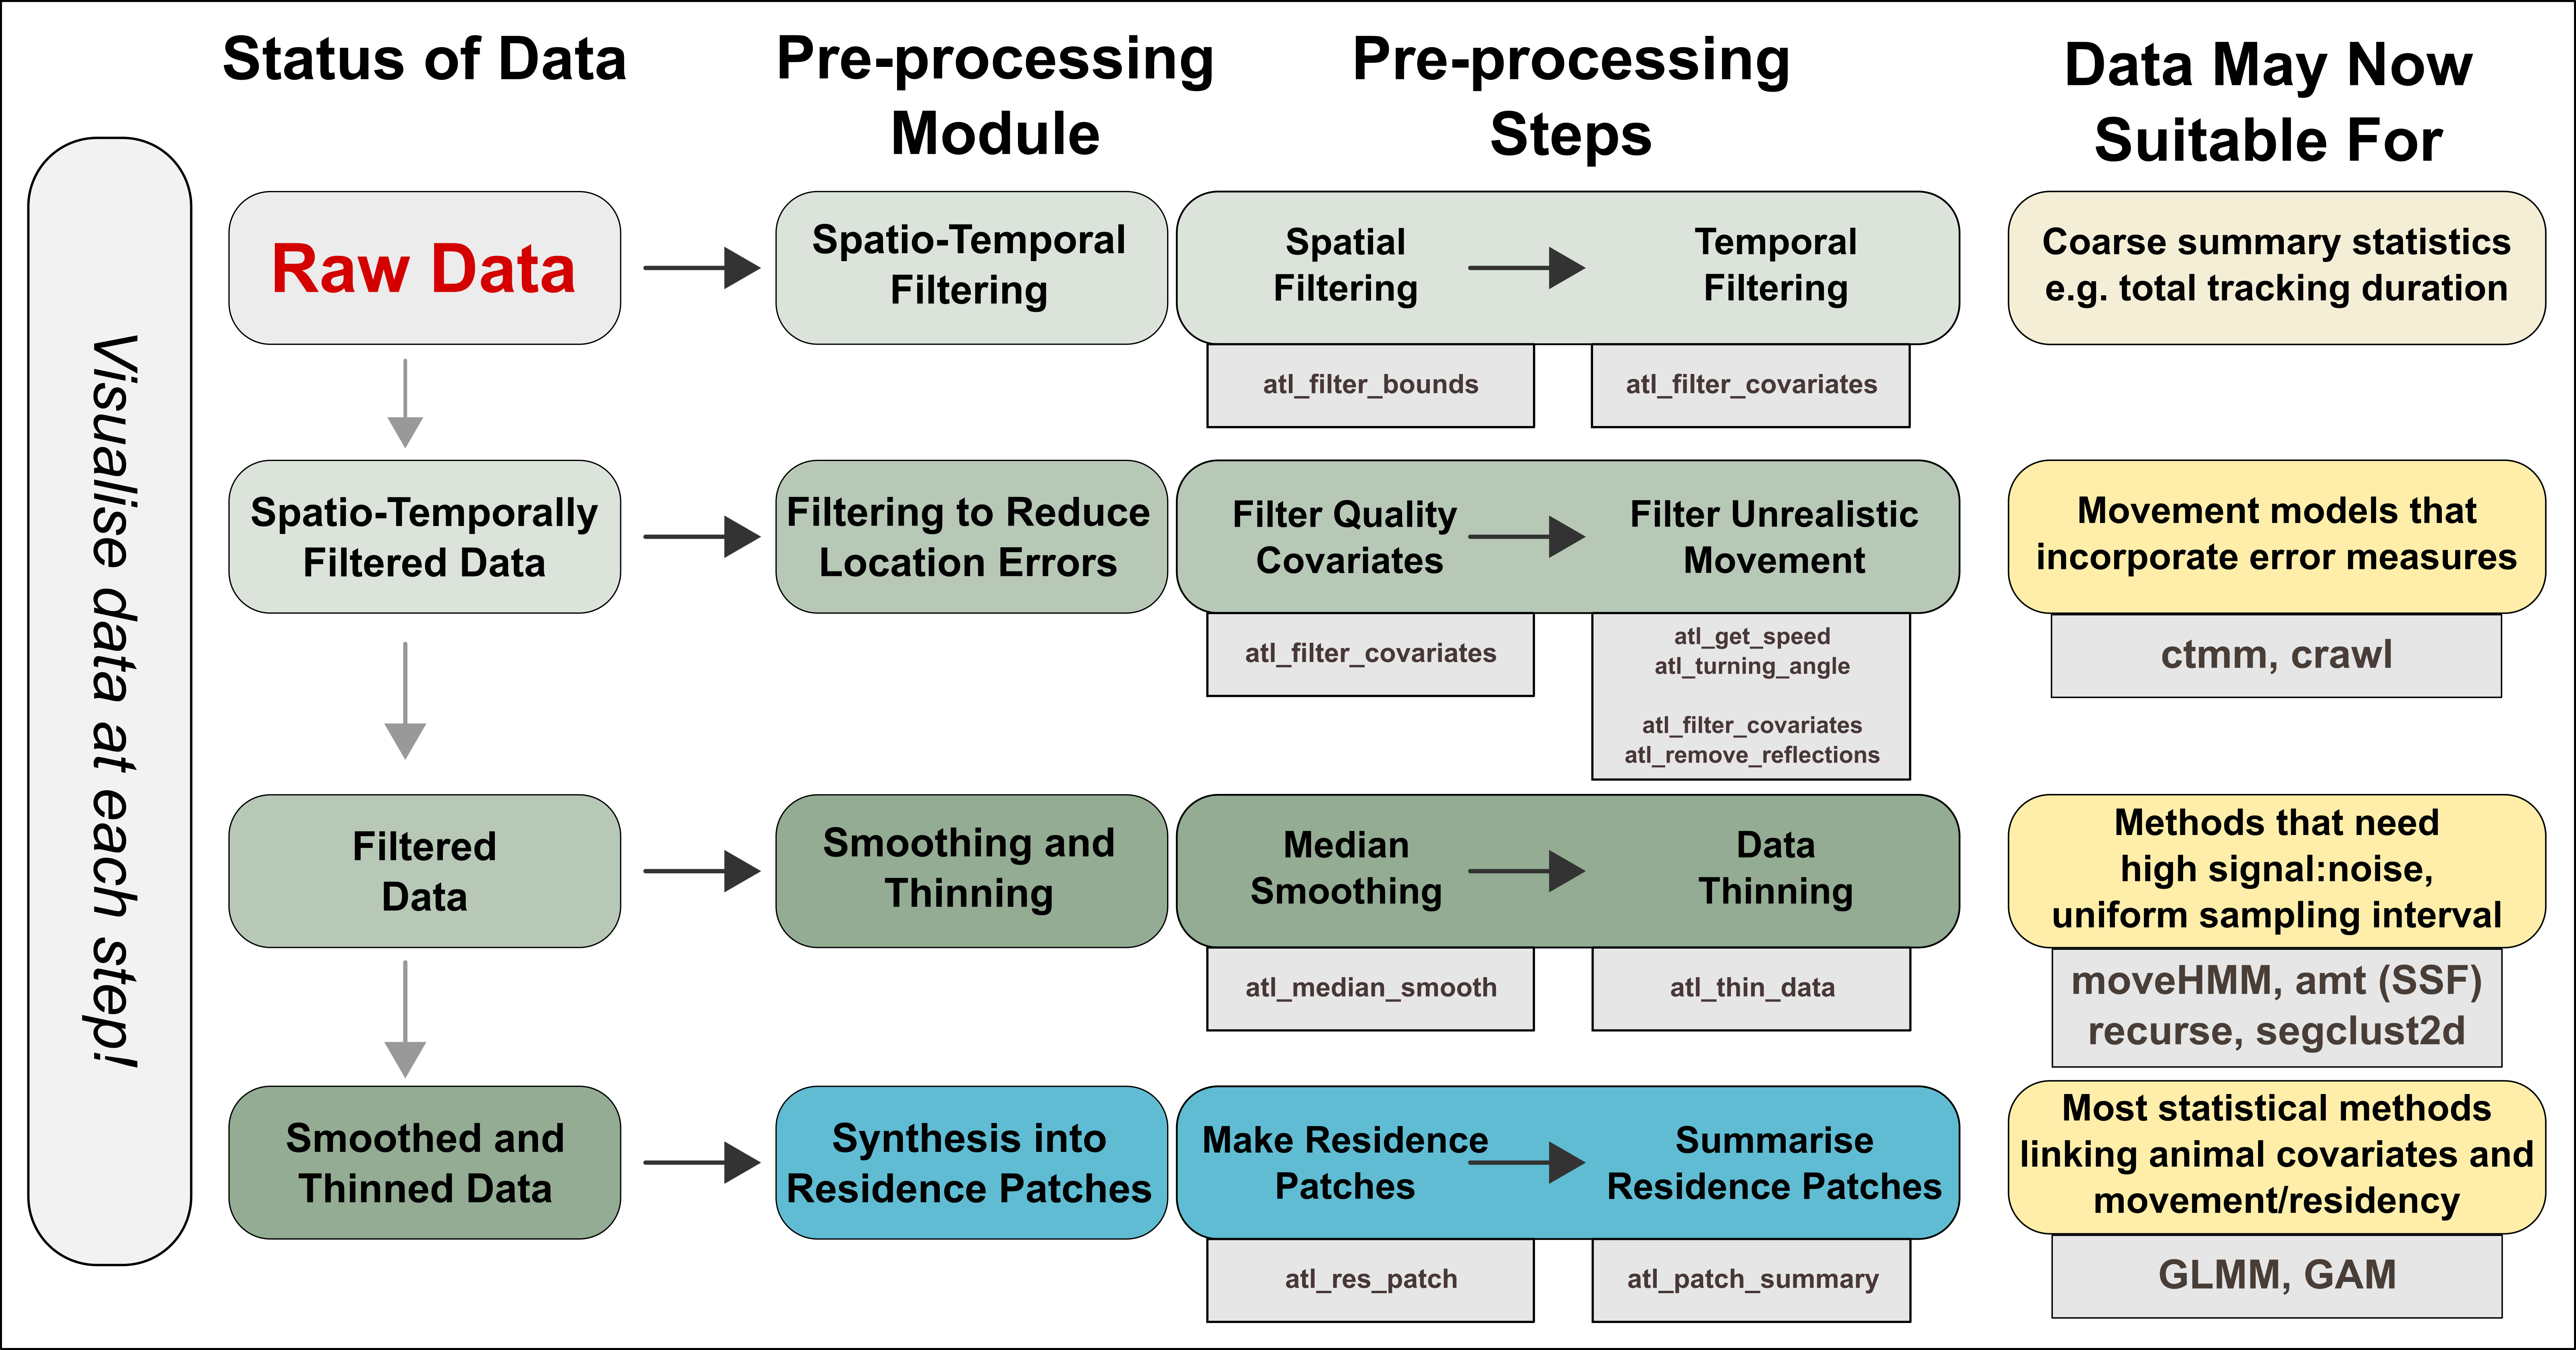 Status of Data
Pre-processing
Module
Pre-processing
Steps
Data May Now
Suitable For
Visualise data at each step!
Raw Data
Spatio-Temporal
Filtering
Spatial
Filtering
Temporal
Filtering
Coarse summary statistics
e.g. total tracking duration
atl_filter_bounds
atl_filter_covariates
Spatio-Temporally
Filtered Data
Filtering to Reduce
Location Errors
Filter Quality
Covariates
Filter Unrealistic
Movement
Movement models that
incorporate error measures
atl_filter_covariates
atl_get_speed
atl_turning_angle
atl_filter_covariates
atl_remove_reflections
ctmm, crawl
Filtered
Data
Smoothing and
Thinning
Median
Smoothing
Data
Thinning
Methods that need
high signal:noise,
uniform sampling interval
atl_median_smooth
atl_thin_data
moveHMM, amt (SSF)
recurse, segclust2d
Smoothed and
Thinned Data
Synthesis into
Residence Patches
Make Residence
Patches
Summarise
Residence Patches
Most statistical methods
linking animal covariates and
movement/residency
atl_res_patch
atl_patch_summary
GLMM, GAM